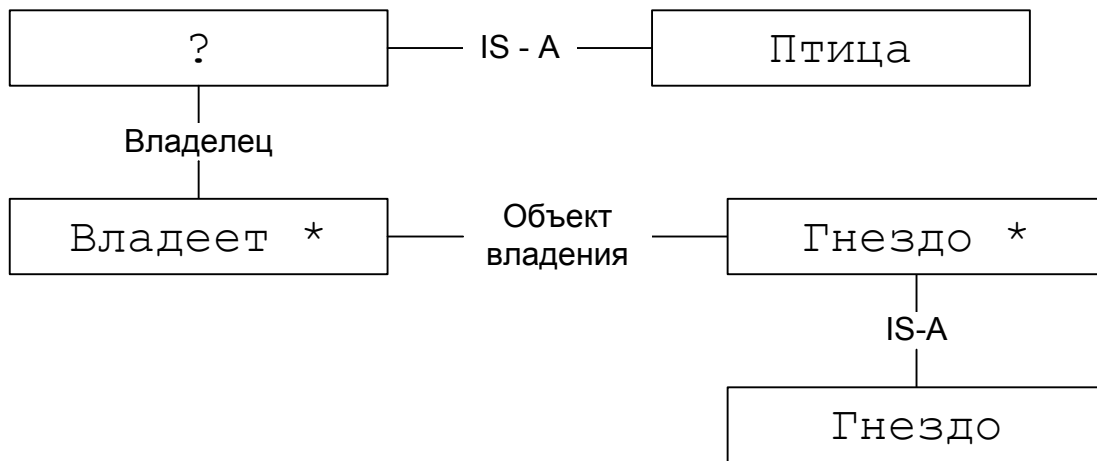 ? IS - A Птица
Владелец
Владеет * Объект владения Гнездо *
IS-A
Гнездо